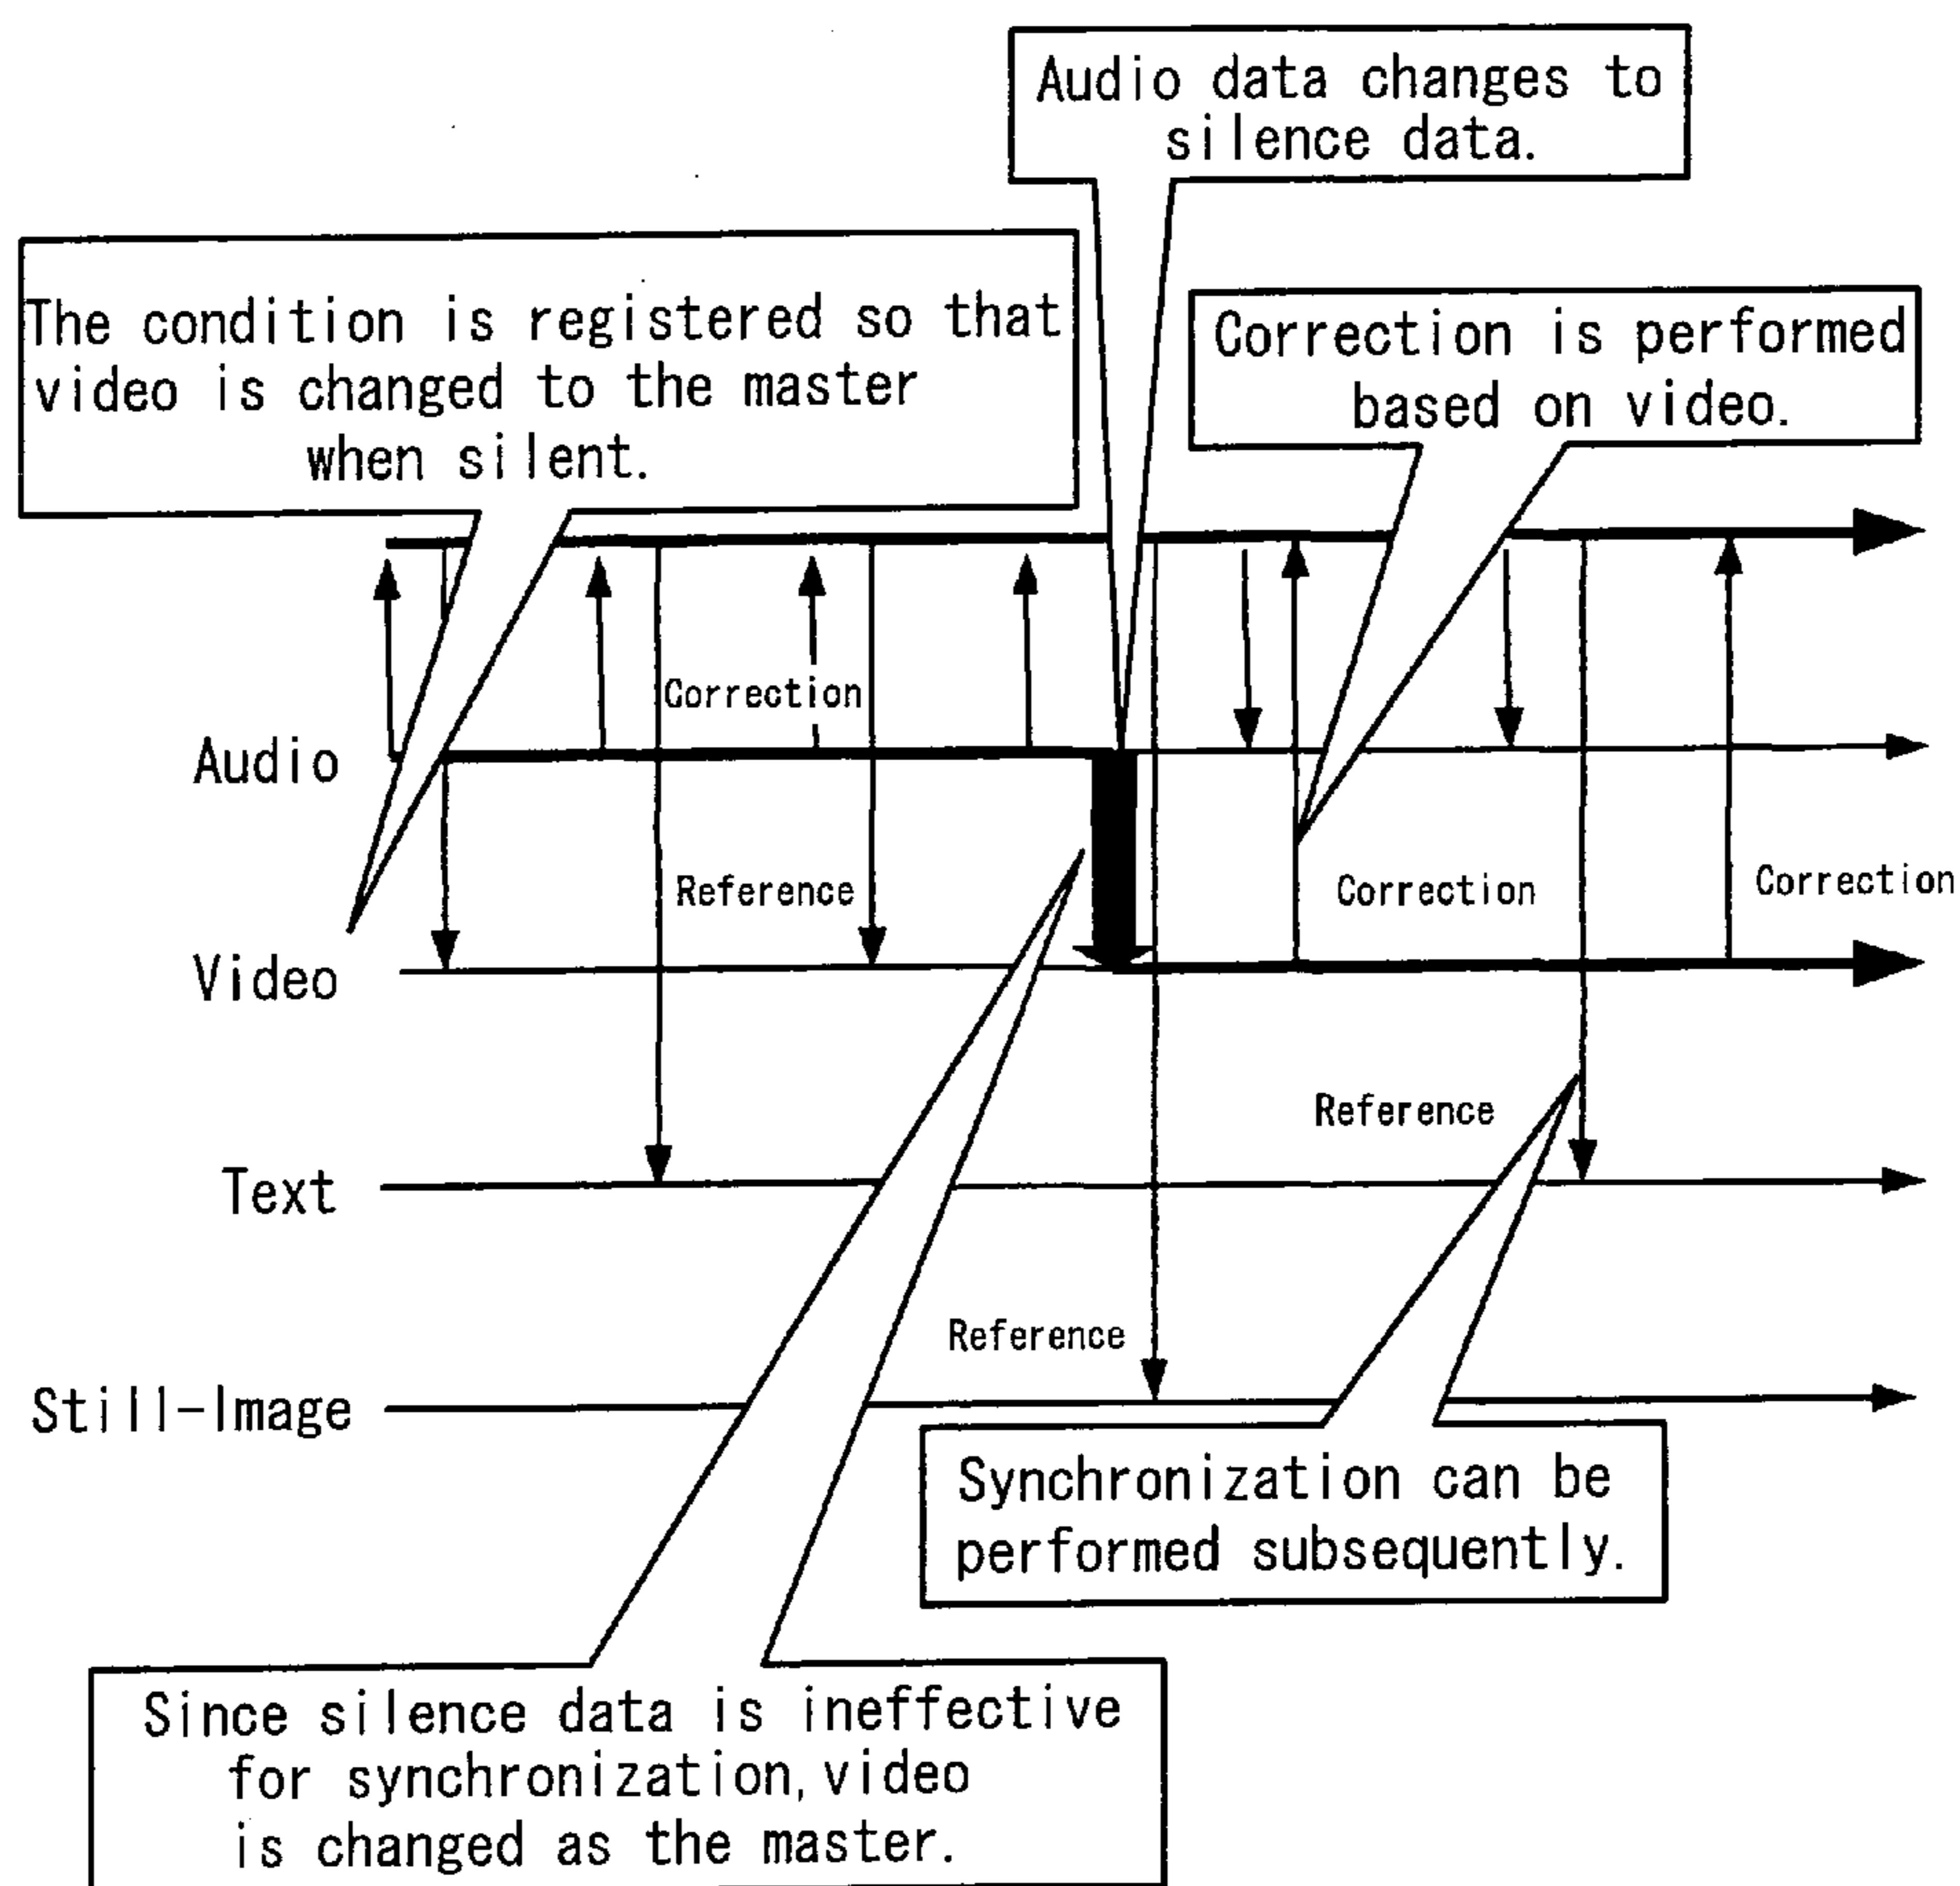 Audio data changes to
silence data.
The condition is registered so that
video is changed to the master
when silent.
Correction is performed
based on video.
Correction
Audio
Reference
Correction
Correction
Video
Reference
Text
Reference
Still-Image
Synchronization can be
performed subsequently.
Since silence data is ineffective
for synchronization, video
is changed as the master.